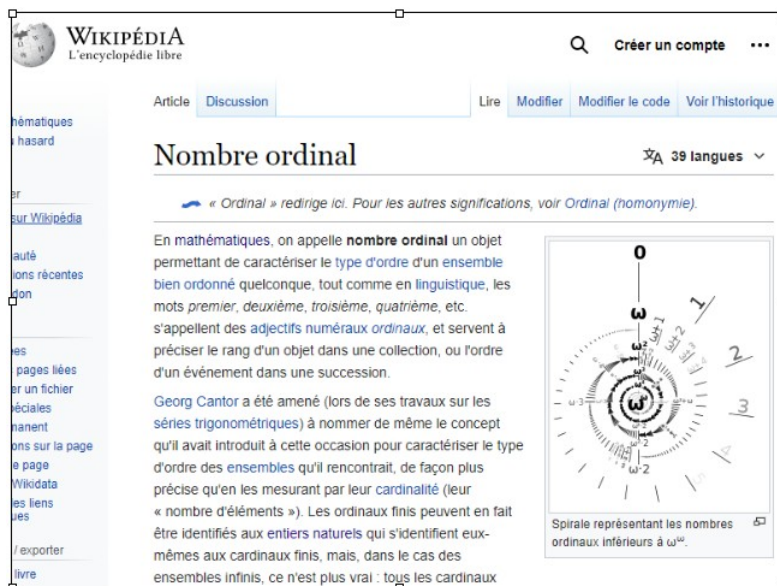 WIKIPÉDIA
L'encyclopédie libre
Créer un compte
Article Discussion Lire Modifier Modifier le code Voir l'historique
Nombre ordinal
39 langues
« Ordinal » redirige ici. Pour les autres significations, voir Ordinal (homonymie).
En mathématiques, on appelle nombre ordinal un objet
permettant de caractériser le type d'ordre d'un ensemble
bien ordonné quelconque, tout comme en linguistique, les
mots premier, deuxième, troisième, quatrième, etc.
s'appellent des adjectifs numéraux ordinaux, et servent à
préciser le rang d'un objet dans une collection, ou l'ordre
d'un événement dans une succession.
Georg Cantor a été amené (lors de ses travaux sur les
séries trigonométriques) à nommer de même le concept
qu'il avait introduit à cette occasion pour caractériser le type
d'ordre des ensembles qu'il rencontrait, de façon plus
précise qu'en les mesurant par leur cardinalité (leur
« nombre d'éléments »). Les ordinaux finis peuvent en fait
être identifiés aux entiers naturels qui s'identifient eux-
mêmes aux cardinaux finis, mais, dans le cas des
ensembles infinis, ce n'est plus vrai : tous les cardinaux
0
ω
1
2
3
4
ω+1
ω+2
ω·3
ω·2
Spirale représentant les nombres
ordinaux inférieurs à ω^ω.
hématiques
hasard
er
sur Wikipédia
auté
ions récentes
don
es
pages liées
er un fichier
péciales
manent
ons sur la page
e page
Wikidata
es liens
ues
/ exporter
livre